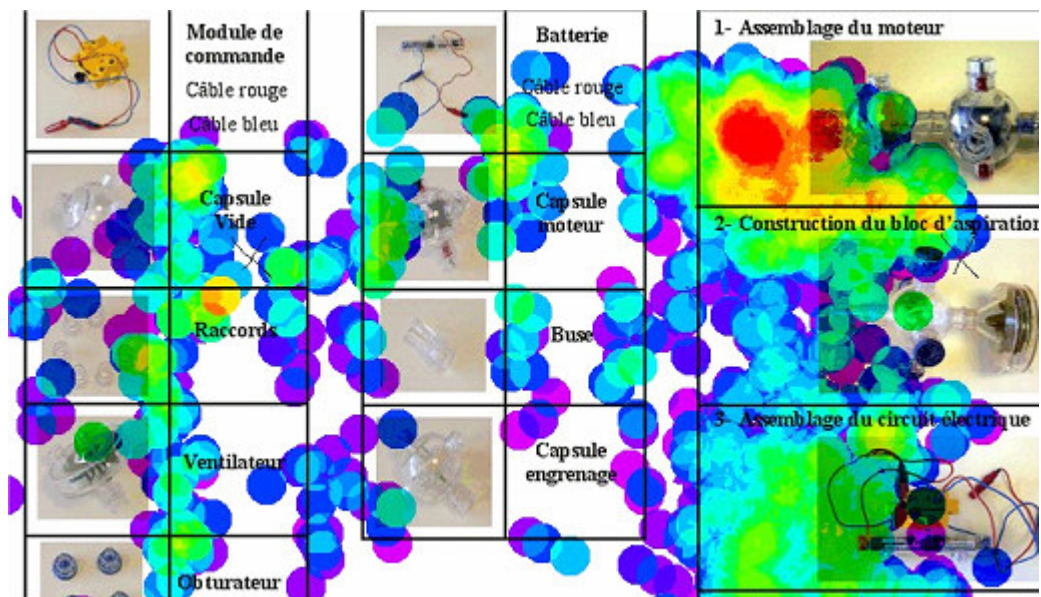 Module de
commande
Câble rouge
Câble bleu
Capsule
Vide
Raccords
Ventilateur
Obturateur
Batterie
Câble rouge
Câble bleu
Capsule
moteur
Buse
Capsule
engrenage
1- Assemblage du moteur
2- Construction du bloc d'aspiration
3- Assemblage du circuit électrique